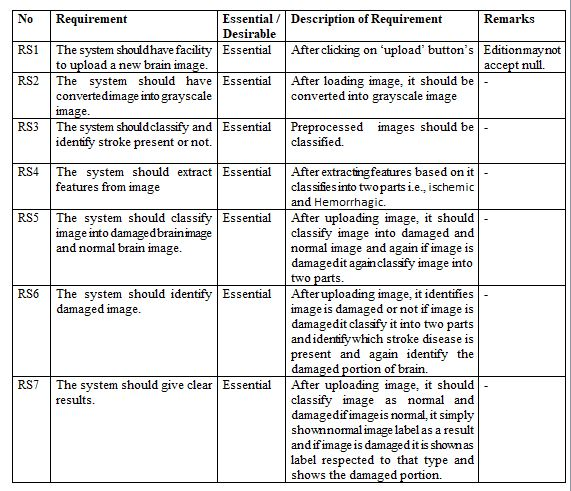 No Requirement Essential / Desirable Description of Requirement Remarks
RS1 The system should have facility to upload a new brain image. Essential After clicking on ‘upload’ button’s Edition may not accept null.
RS2 The system should have converted image into grayscale image. Essential After loading image, it should be converted into grayscale image -
RS3 The system should classify and identify stroke present or not. Essential Preprocessed images should be classified. -
RS4 The system should extract features from image Essential After extracting features based on it classifies into two parts i.e., ischemic and Hemorrhagic. -
RS5 The system should classify image into damaged brain image and normal brain image. Essential After uploading image, it should classify image into damaged and normal image and again if image is damaged it again classify image into two parts. -
RS6 The system should identify damaged image. Essential After uploading image, it identifies image is damaged or not if image is damaged it classify it into two parts and identify which stroke disease is present and again identify the damaged portion of brain. -
RS7 The system should give clear results. Essential After uploading image, it should classify image as normal and damaged if image is normal, it simply shown normal image label as a result and if image is damaged it is shown as label respected to that type and shows the damaged portion. -